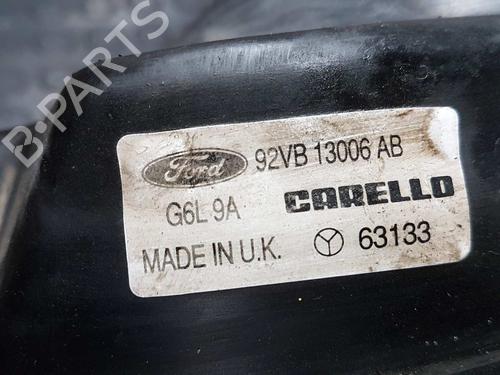 B-PARTS
Ford 92VB 13006 AB
G6L 9A CARELLO
MADE IN U.K. 63133